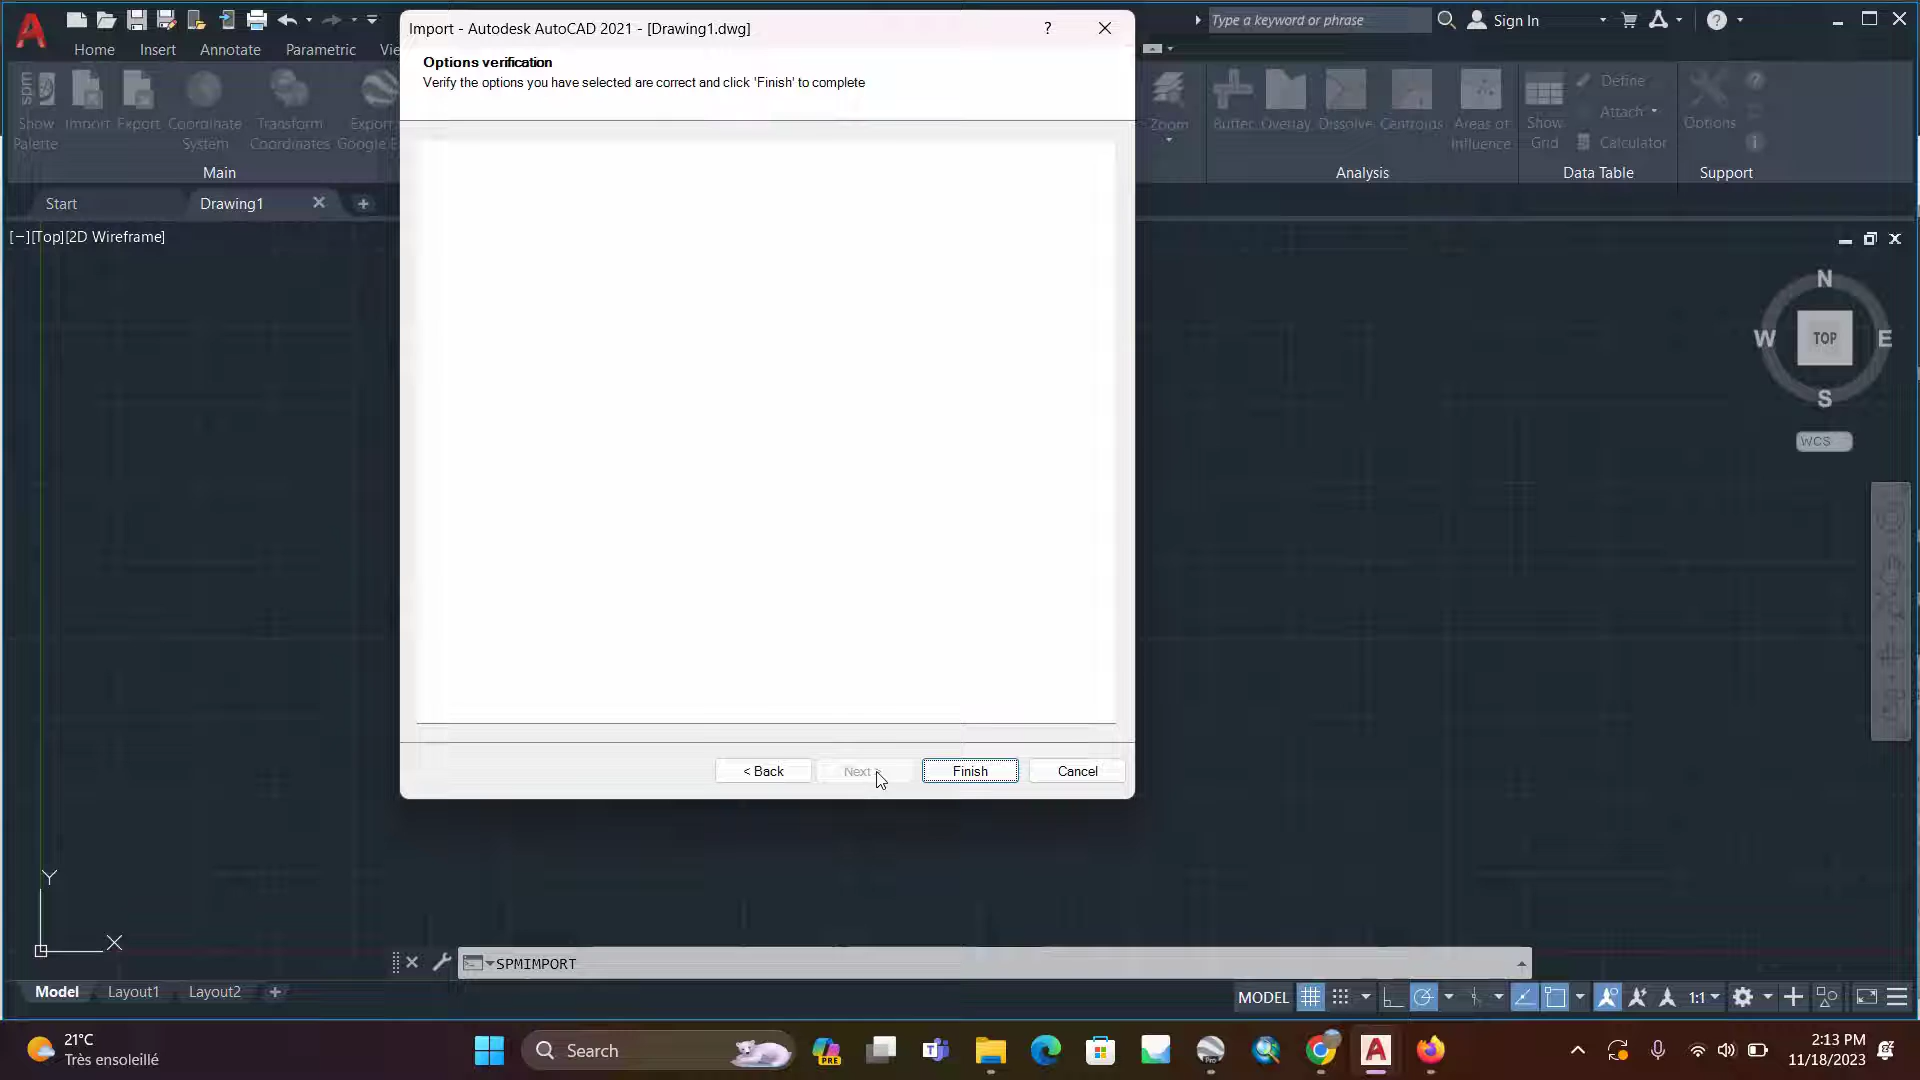 Import - Autodesk AutoCAD 2021 - [Drawing1.dwg]
?
Type a keyword or phrase
Sign In
Home
Insert
Annotate
Parametric
Options verification
Verify the options you have selected are correct and click 'Finish' to complete
Show Palette
Import
Export
Coordinate System
Transform Coordinates
Zoom
Buffer
Overlay
Dissolve
Centroids
Areas of Influence
Show Grid
Define
Attach
Calculator
Options
Main
Analysis
Data Table
Support
Start
Drawing1
[−][Top][2D Wireframe]
N
W
TOP
E
S
WCS
< Back
Next
Finish
Cancel
Y
X
SPMIMPORT
Model
Layout1
Layout2
MODEL
1:1
21°C
Très ensoleillé
Search
PRE
2:13 PM
11/18/2023